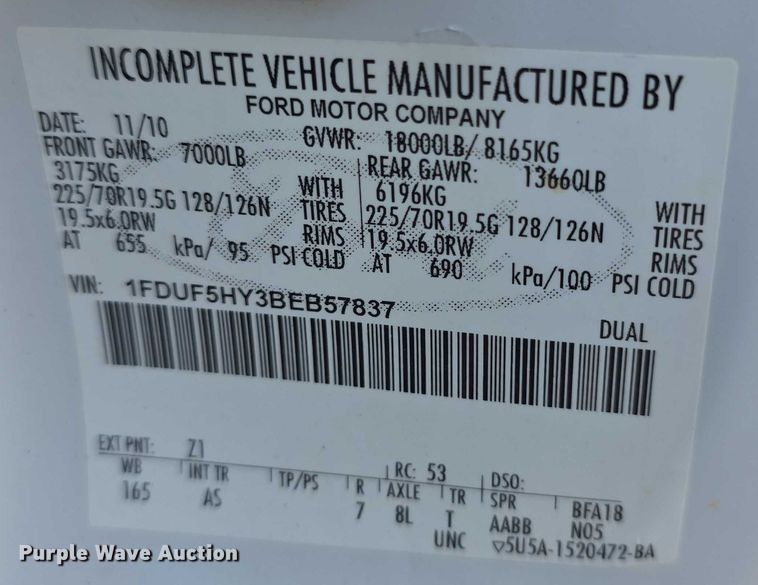 INCOMPLETE VEHICLE MANUFACTURED BY
FORD MOTOR COMPANY
DATE: 11/10 GVWR: 18000LB/ 8165KG
FRONT GAWR: 7000LB REAR GAWR: 13660LB
3175KG WITH 6196KG WITH
225/70R19.5G 128/126N TIRES 225/70R19.5G 128/126N TIRES
19.5x6.0RW RIMS 19.5x6.0RW RIMS
AT 655 kPa/ 95 PSI COLD AT 690 kPa/100 PSI COLD
VIN: 1FDUF5HY3BEB57837
DUAL
EXT PNT: Z1 RC: 53 DSO:
WB INT TR TP/PS R AXLE TR SPR BFA18
165 AS 7 8L T AABB N05
UNC ▽5U5A-1520472-BA
Purple Wave Auction